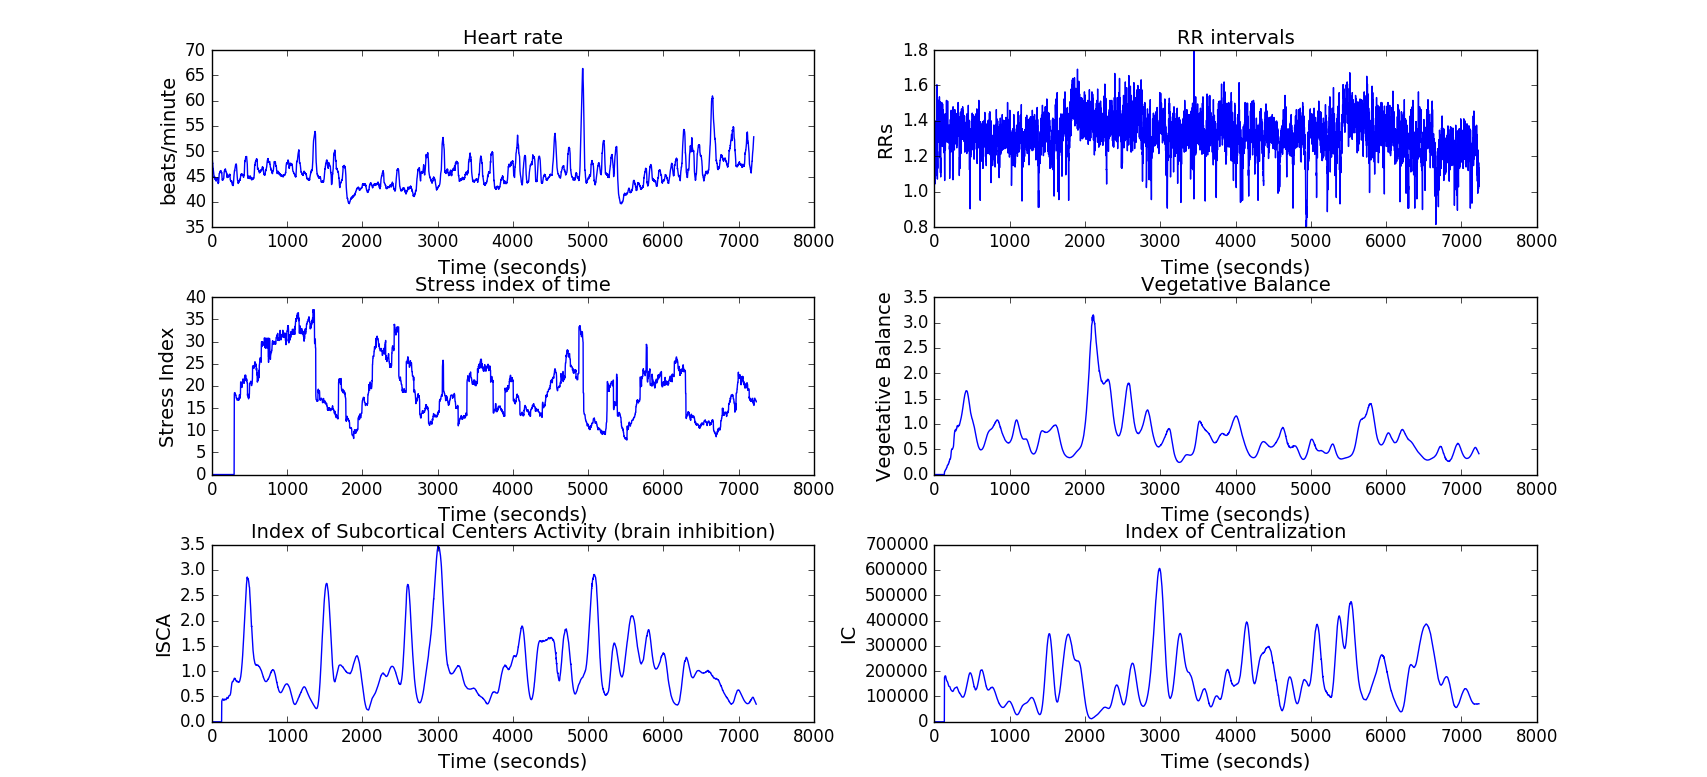 Heart rate
70
65
60
55
50
45
40
35
beats/minute
0 1000 2000 3000 4000 5000 6000 7000 8000
Time (seconds)
RR intervals
1.8
1.6
1.4
1.2
1.0
0.8
RRs
0 1000 2000 3000 4000 5000 6000 7000 8000
Time (seconds)
Stress index of time
40
35
30
25
20
15
10
5
0
Stress Index
0 1000 2000 3000 4000 5000 6000 7000 8000
Time (seconds)
Vegetative Balance
3.5
3.0
2.5
2.0
1.5
1.0
0.5
0.0
Vegetative Balance
0 1000 2000 3000 4000 5000 6000 7000 8000
Time (seconds)
Index of Subcortical Centers Activity (brain inhibition)
3.5
3.0
2.5
2.0
1.5
1.0
0.5
0.0
ISCA
0 1000 2000 3000 4000 5000 6000 7000 8000
Time (seconds)
Index of Centralization
700000
600000
500000
400000
300000
200000
100000
0
IC
0 1000 2000 3000 4000 5000 6000 7000 8000
Time (seconds)